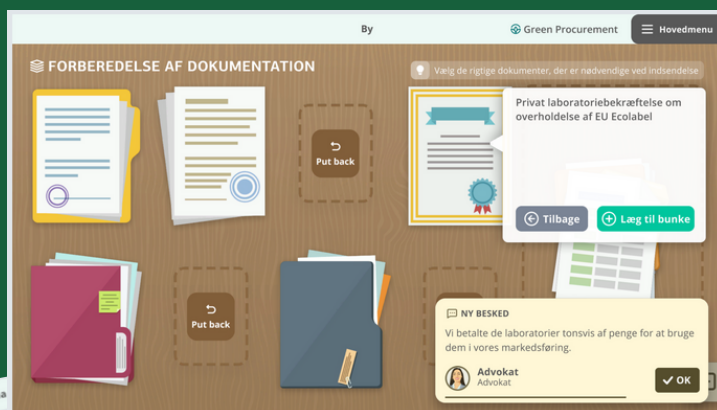 By
Green Procurement
Hovedmenu
FORBEREDELSE AF DOKUMENTATION
Vælg de rigtige dokumenter, der er nødvendige ved indsendelse
Privat laboratoriebekræftelse om
overholdelse af EU Ecolabel
Put back
Tilbage
Læg til bunke
Put back
NY BESKED
Vi betalte de laboratorier tonsvis af penge for at bruge
dem i vores markedsføring.
Advokat
Advokat
OK